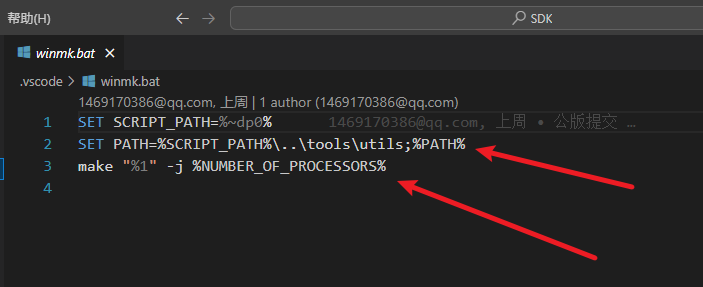 帮助(H)
SDK
winmk.bat
.vscode > winmk.bat
1469170386@qq.com, 上周 | 1 author (1469170386@qq.com)
1 SET SCRIPT_PATH=%~dp0% 1469170386@qq.com, 上周 • 公版提交 …
2 SET PATH=%SCRIPT_PATH%\..\tools\utils;%PATH%
3 make "%1" -j %NUMBER_OF_PROCESSORS%
4